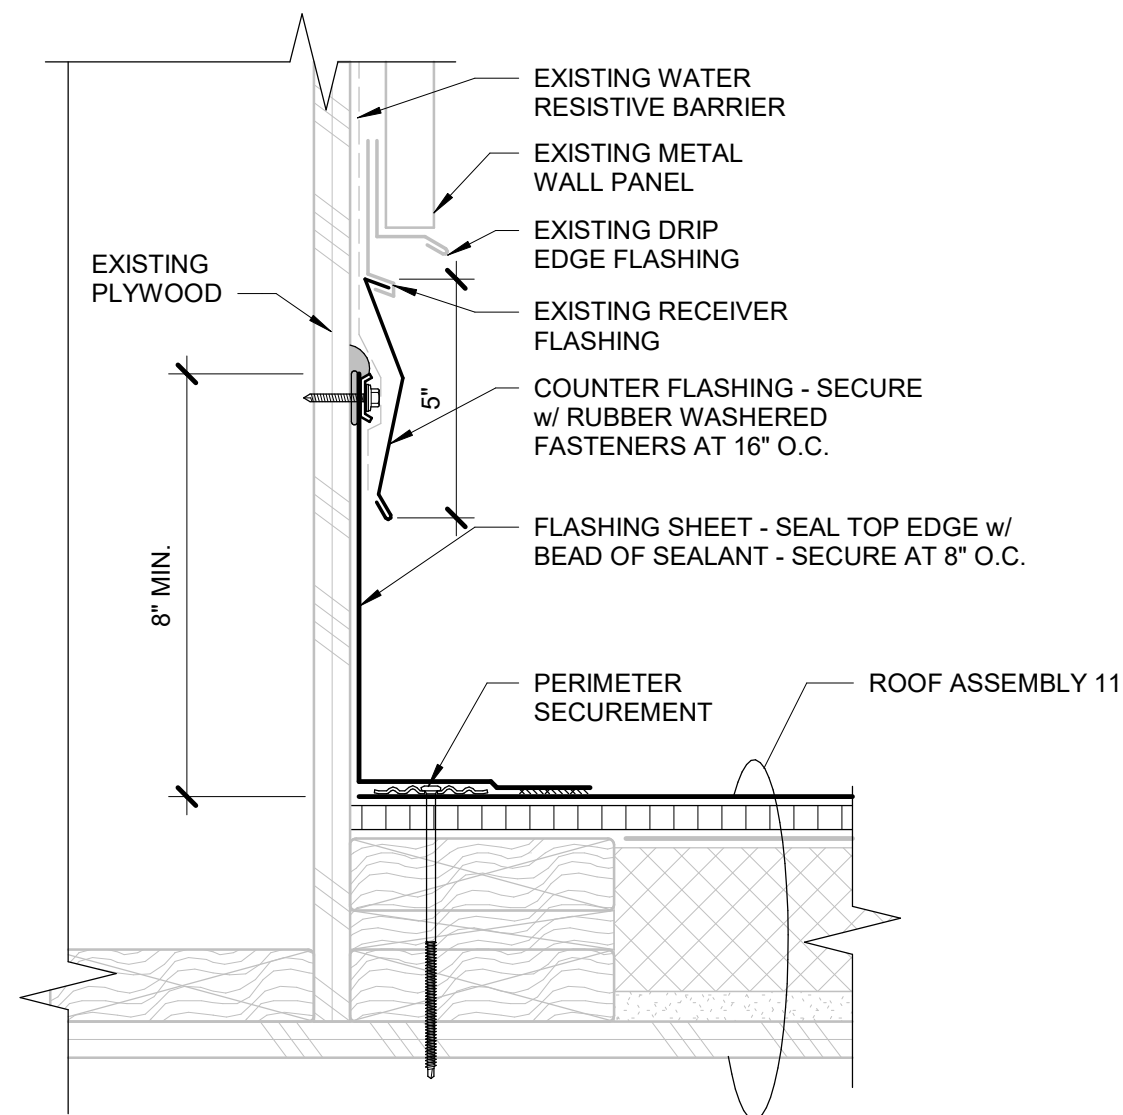 EXISTING WATER
RESISTIVE BARRIER
EXISTING METAL
WALL PANEL
EXISTING DRIP
EDGE FLASHING
EXISTING
PLYWOOD
EXISTING RECEIVER
FLASHING
5"
COUNTER FLASHING - SECURE
w/ RUBBER WASHERED
FASTENERS AT 16" O.C.
FLASHING SHEET - SEAL TOP EDGE w/
BEAD OF SEALANT - SECURE AT 8" O.C.
8" MIN.
PERIMETER
SECUREMENT
ROOF ASSEMBLY 11